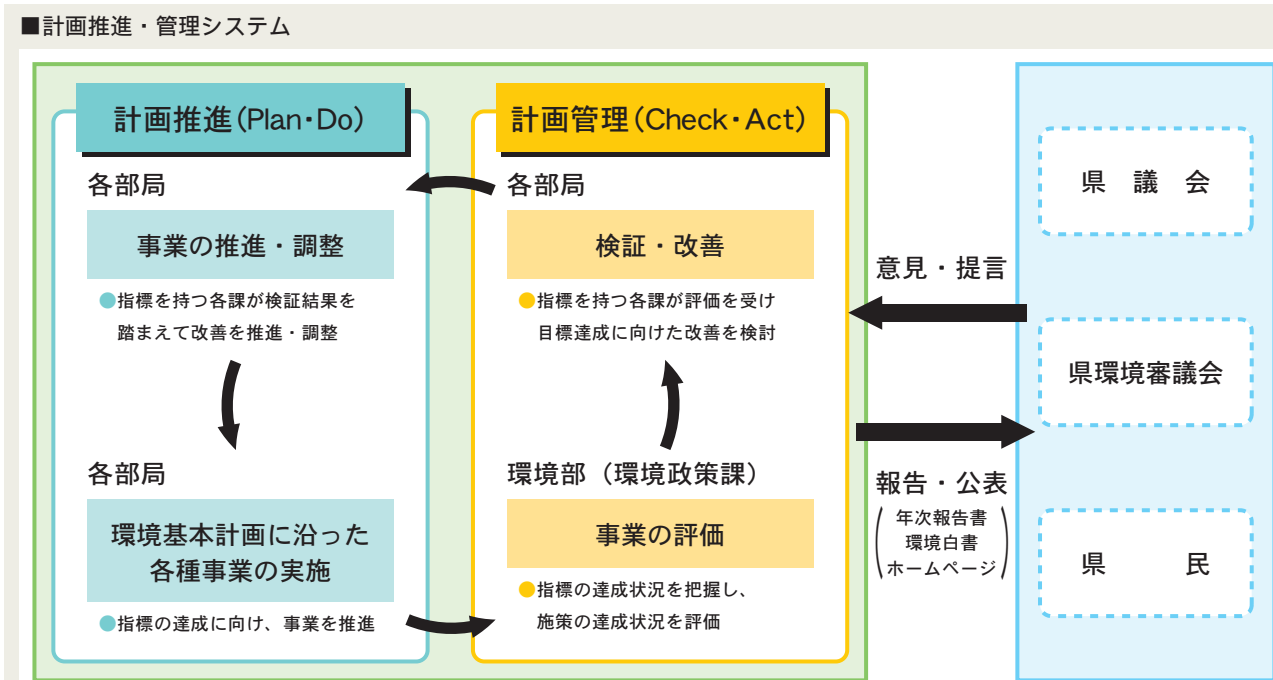 ■計画推進・管理システム
計画推進(Plan・Do)
各部局
事業の推進・調整
●指標を持つ各課が検証結果を
踏まえて改善を推進・調整
各部局
環境基本計画に沿った
各種事業の実施
●指標の達成に向け、事業を推進
計画管理(Check・Act)
各部局
検証・改善
●指標を持つ各課が評価を受け
目標達成に向けた改善を検討
環境部（環境政策課）
事業の評価
●指標の達成状況を把握し、
施策の達成状況を評価
意見・提言
報告・公表
年次報告書
環境白書
ホームページ
県　議　会
県環境審議会
県　　　民